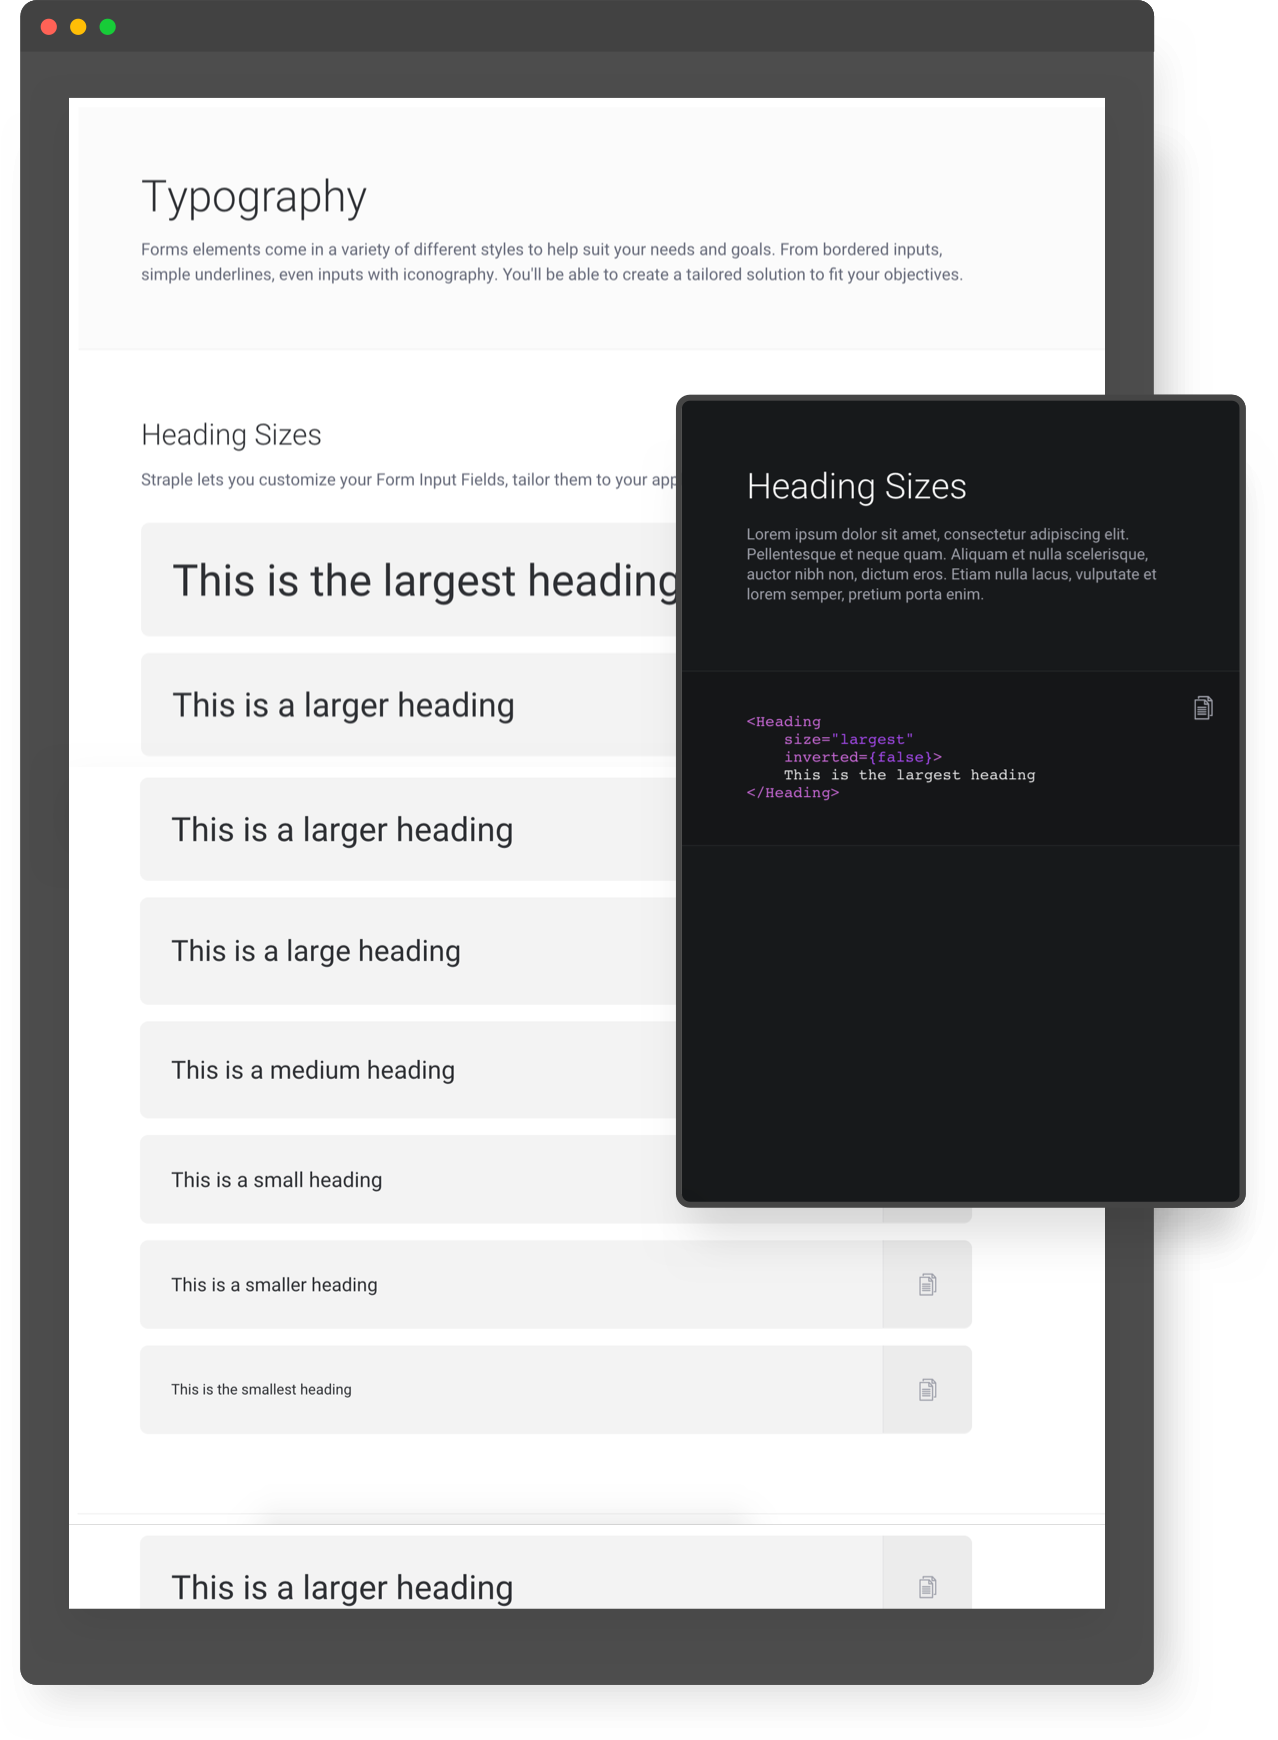 Typography
Forms elements come in a variety of different styles to help suit your needs and goals. From bordered inputs,
simple underlines, even inputs with iconography. You'll be able to create a tailored solution to fit your objectives.
Heading Sizes
Straple lets you customize your Form Input Fields, tailor them to your app
This is the largest heading
This is a larger heading
This is a larger heading
This is a large heading
This is a medium heading
This is a small heading
This is a smaller heading
This is the smallest heading
This is a larger heading
Heading Sizes
Lorem ipsum dolor sit amet, consectetur adipiscing elit.
Pellentesque et neque quam. Aliquam et nulla scelerisque,
auctor nibh non, dictum eros. Etiam nulla lacus, vulputate et
lorem semper, pretium porta enim.
<Heading
    size="largest"
    inverted={false}>
    This is the largest heading
</Heading>